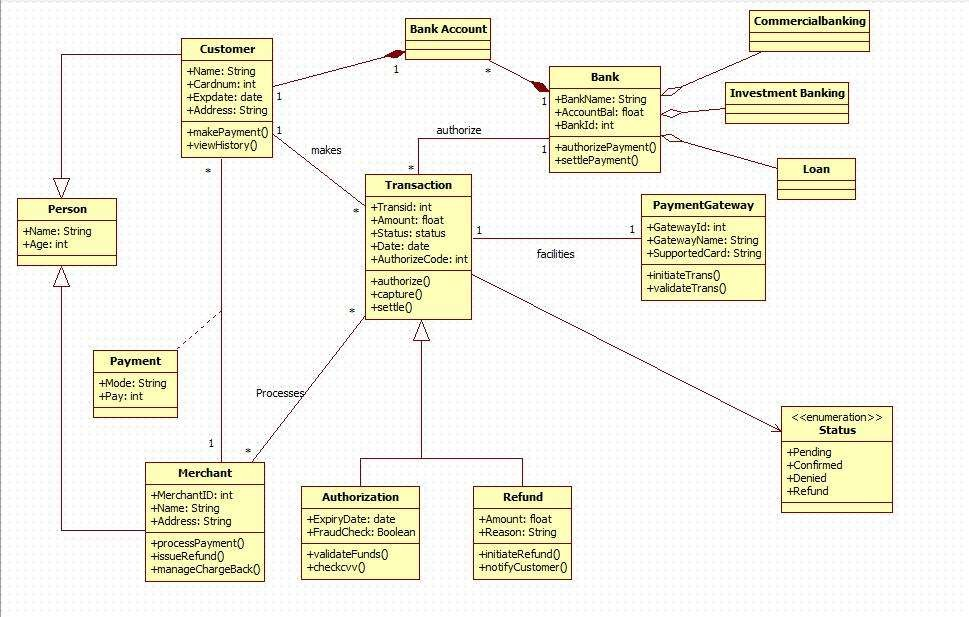 Commercialbanking
Bank Account
Customer
+Name: String
+Cardnum: int
+Expdate: date
+Address: String
+makePayment()
+viewHistory()
1
*
1
1
*
Bank
+BankName: String
+AccountBal: float
+BankId: int
+authorizePayment()
+settlePayment()
1
1
Investment Banking
Loan
authorize
*
makes
*
Transaction
+Transid: int
+Amount: float
+Status: status
+Date: date
+AuthorizeCode: int
+authorize()
+capture()
+settle()
1
1
facilities
PaymentGateway
+GatewayId: int
+GatewayName: String
+SupportedCard: String
+initiateTrans()
+validateTrans()
Person
+Name: String
+Age: int
*
Payment
+Mode: String
+Pay: int
Processes
*
1
*
Merchant
+MerchantID: int
+Name: String
+Address: String
+processPayment()
+issueRefund()
+manageChargeBack()
Authorization
+ExpiryDate: date
+FraudCheck: Boolean
+validateFunds()
+checkcvv()
Refund
+Amount: float
+Reason: String
+initiateRefund()
+notifyCustomer()
<<enumeration>>
Status
+Pending
+Confirmed
+Denied
+Refund